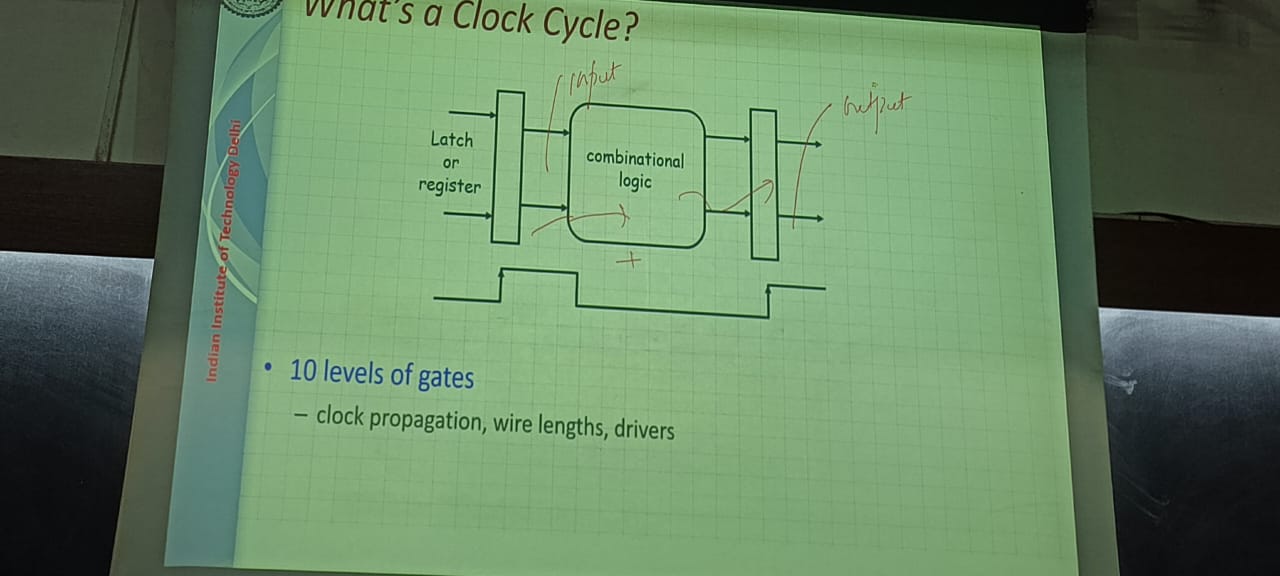 What's a Clock Cycle?
input
output
Latch
or
register
combinational
logic
+
Indian Institute of Technology Delhi
• 10 levels of gates
– clock propagation, wire lengths, drivers